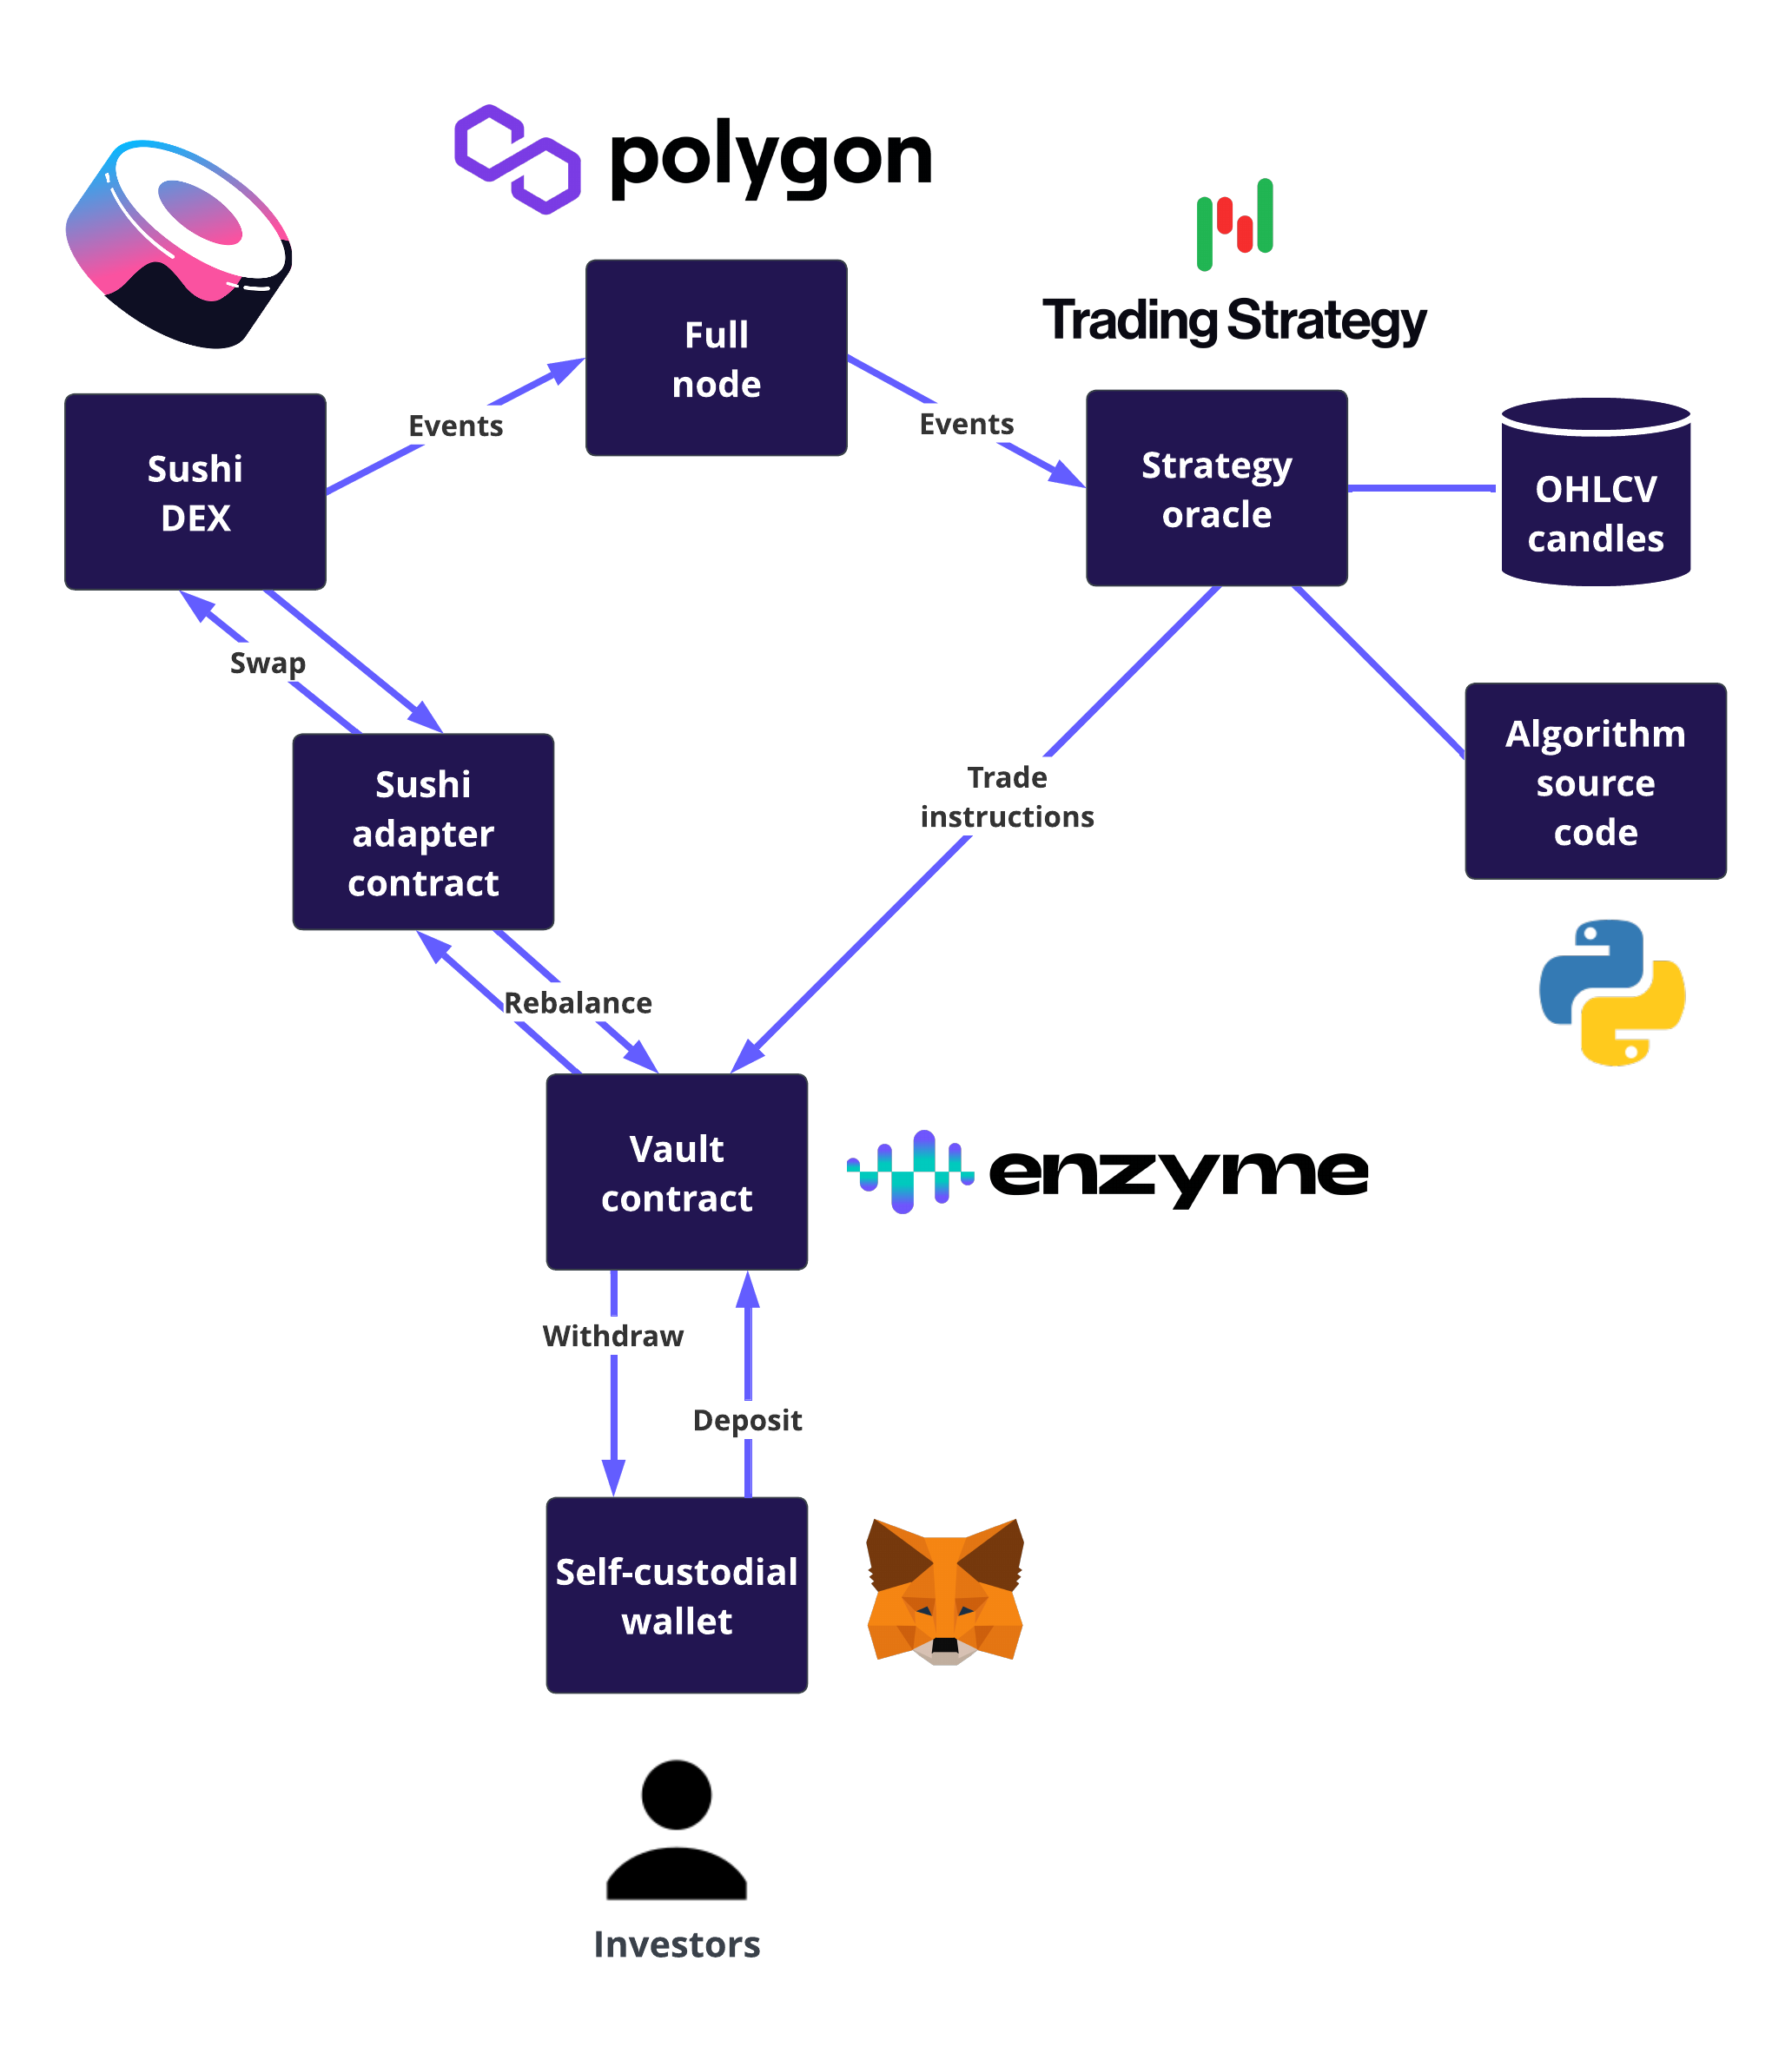 polygon
Trading Strategy
Full
node
Events
Events
Sushi
DEX
Strategy
oracle
OHLCV
candles
Swap
Sushi
adapter
contract
Trade
instructions
Algorithm
source
code
Rebalance
Vault
contract
enzyme
Withdraw
Deposit
Self-custodial
wallet
Investors